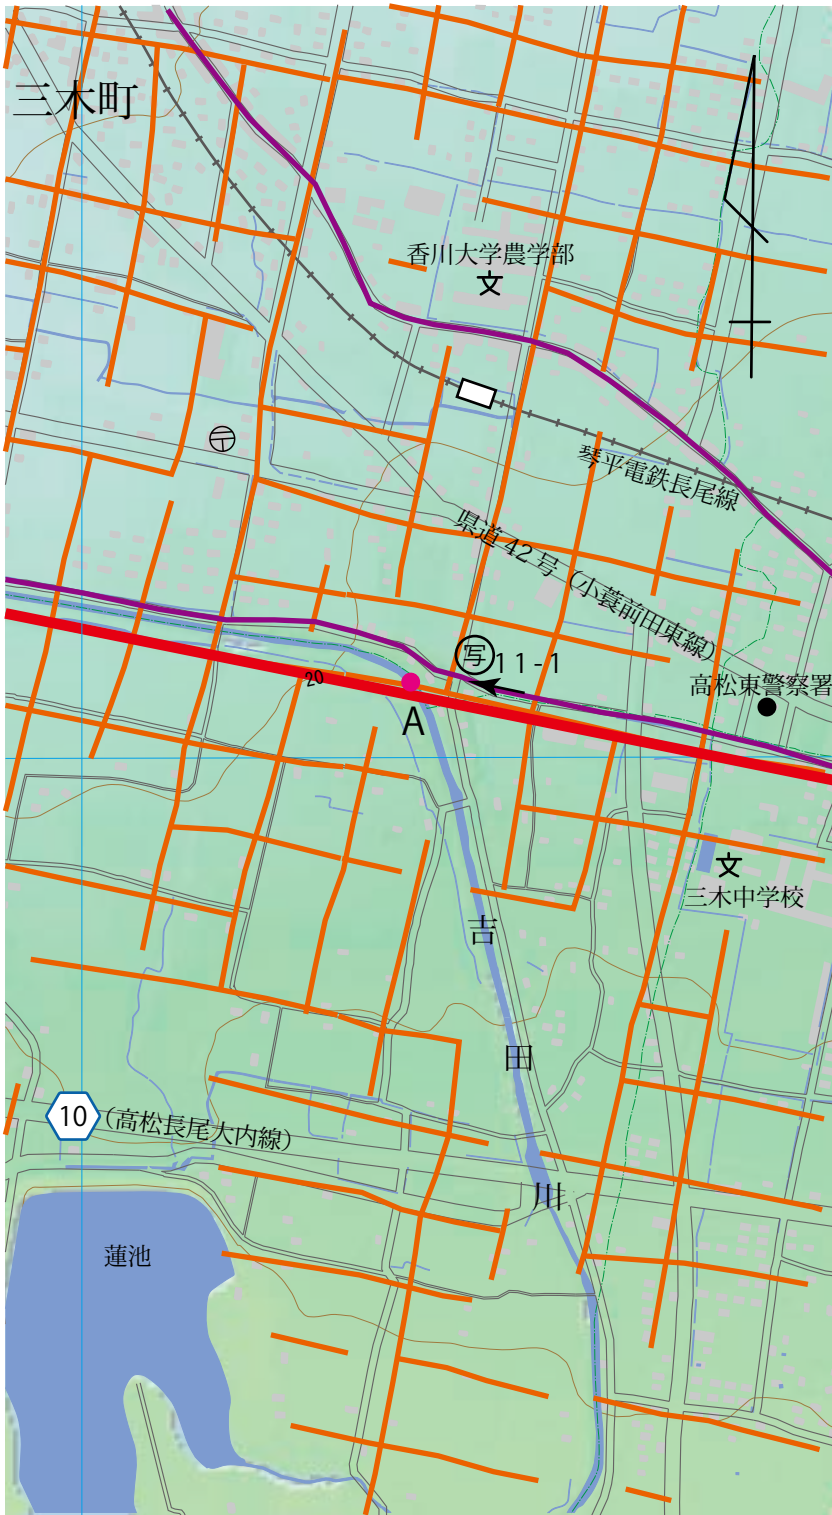 三木町
香川大学農学部
文
琴平電鉄長尾線
県道42号（小蓑前田東線）
写 11-1
高松東警察署
20
A
文
三木中学校
吉田川
10 （高松長尾大内線）
蓮池